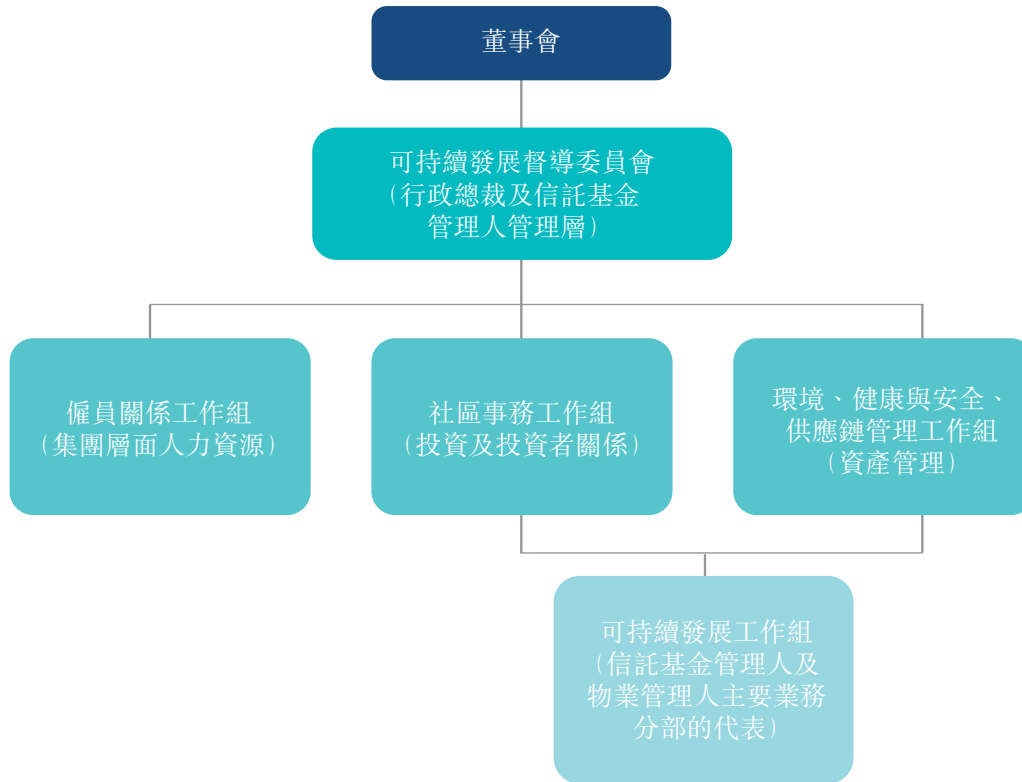 董事會
可持續發展督導委員會
（行政總裁及信託基金
管理人管理層）
僱員關係工作組
（集團層面人力資源）
社區事務工作組
（投資及投資者關係）
環境、健康與安全、
供應鏈管理工作組
（資產管理）
可持續發展工作組
（信託基金管理人及
物業管理人主要業務
分部的代表）